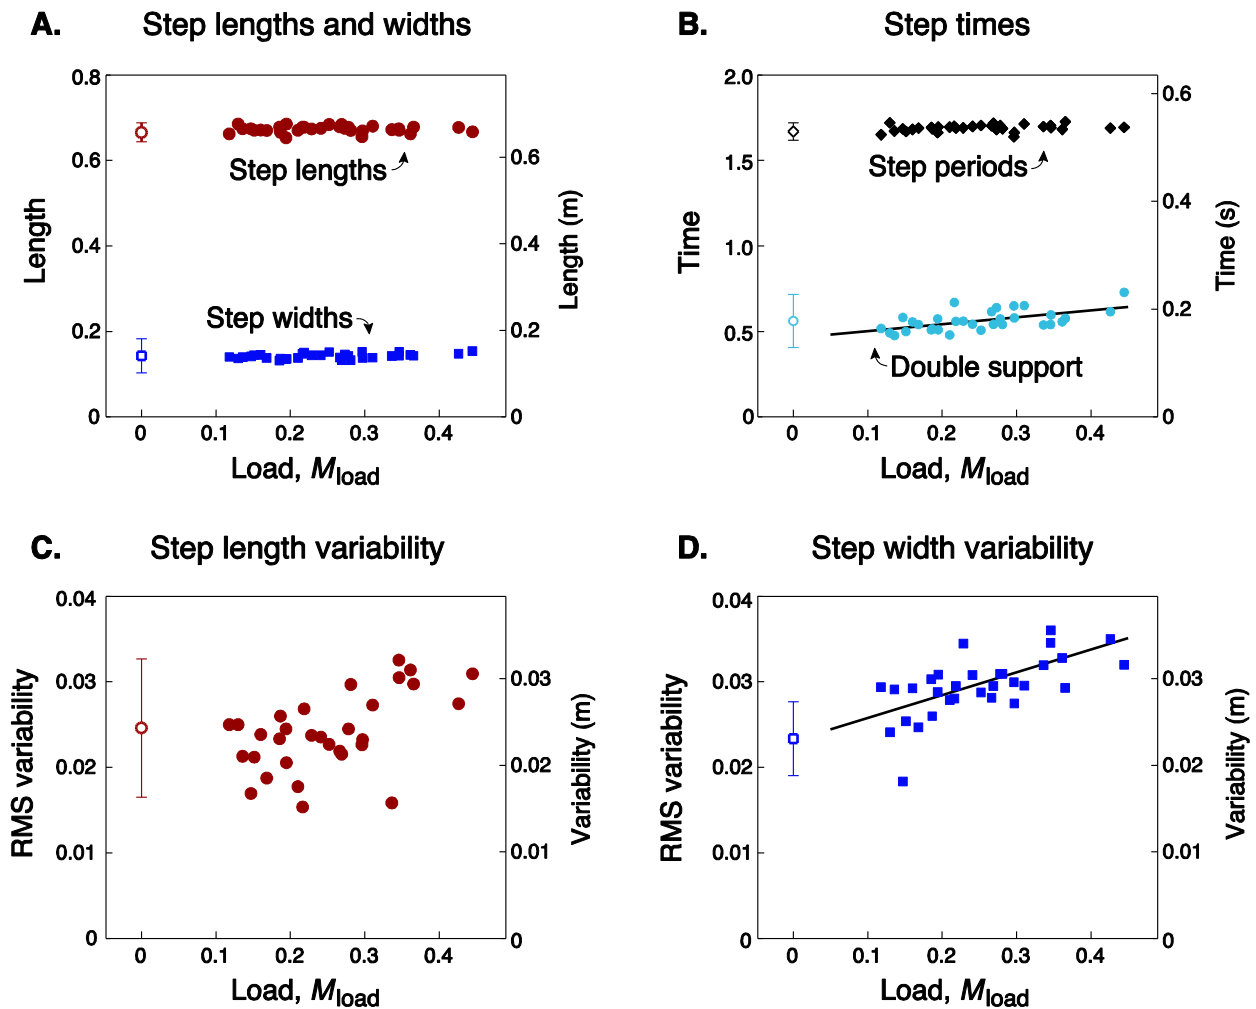 A. Step lengths and widths
0.8
0.6
0.4
0.2
0
Length
0.6
0.4
0.2
0
Length (m)
Step lengths
Step widths
0 0.1 0.2 0.3 0.4
Load, Mload
B. Step times
2.0
1.5
1.0
0.5
0
Time
0.6
0.4
0.2
0
Time (s)
Step periods
Double support
0 0.1 0.2 0.3 0.4
Load, Mload
C. Step length variability
0.04
0.03
0.02
0.01
0
RMS variability
0.03
0.02
0.01
0
Variability (m)
0 0.1 0.2 0.3 0.4
Load, Mload
D. Step width variability
0.04
0.03
0.02
0.01
0
RMS variability
0.03
0.02
0.01
0
Variability (m)
0 0.1 0.2 0.3 0.4
Load, Mload